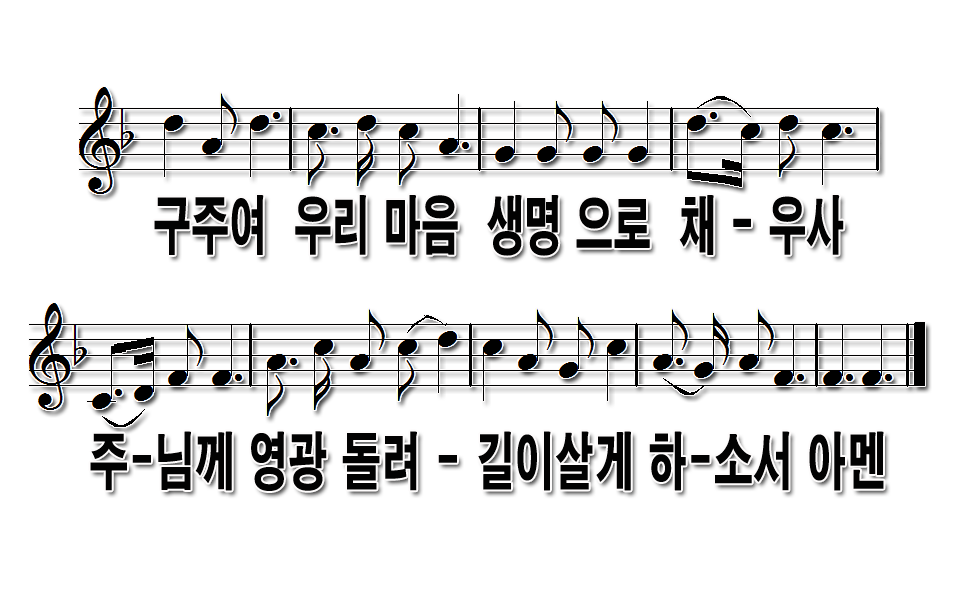 구주여 우리 마음 생명 으로 채 - 우사
주-님께 영광 돌려 - 길이살게 하-소서 아멘